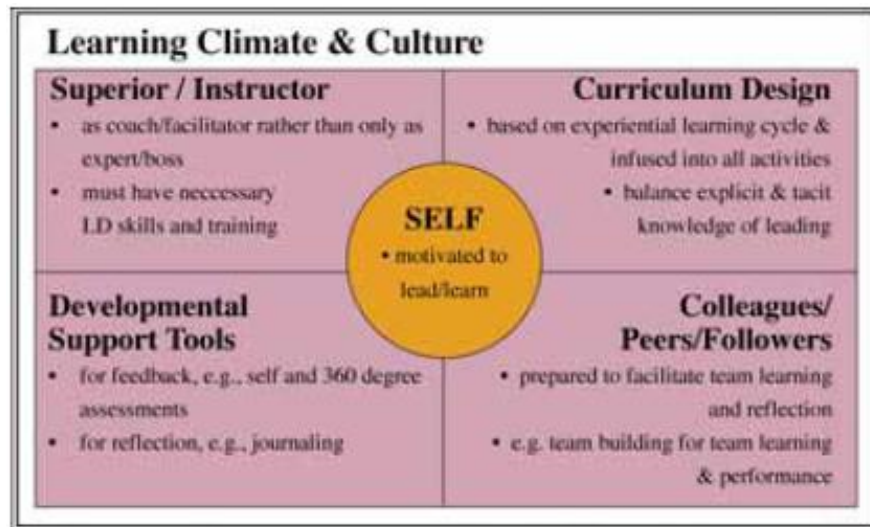 Learning Climate & Culture
Superior / Instructor
• as coach/facilitator rather than only as
expert/boss
• must have neccessary
LD skills and training
Curriculum Design
• based on experiential learning cycle &
infused into all activities
• balance explicit & tacit
knowledge of leading
SELF
• motivated to
lead/learn
Developmental
Support Tools
• for feedback, e.g., self and 360 degree
assessments
• for reflection, e.g., journaling
Colleagues/
Peers/Followers
• prepared to facilitate team learning
and reflection
• e.g. team building for team learning
& performance